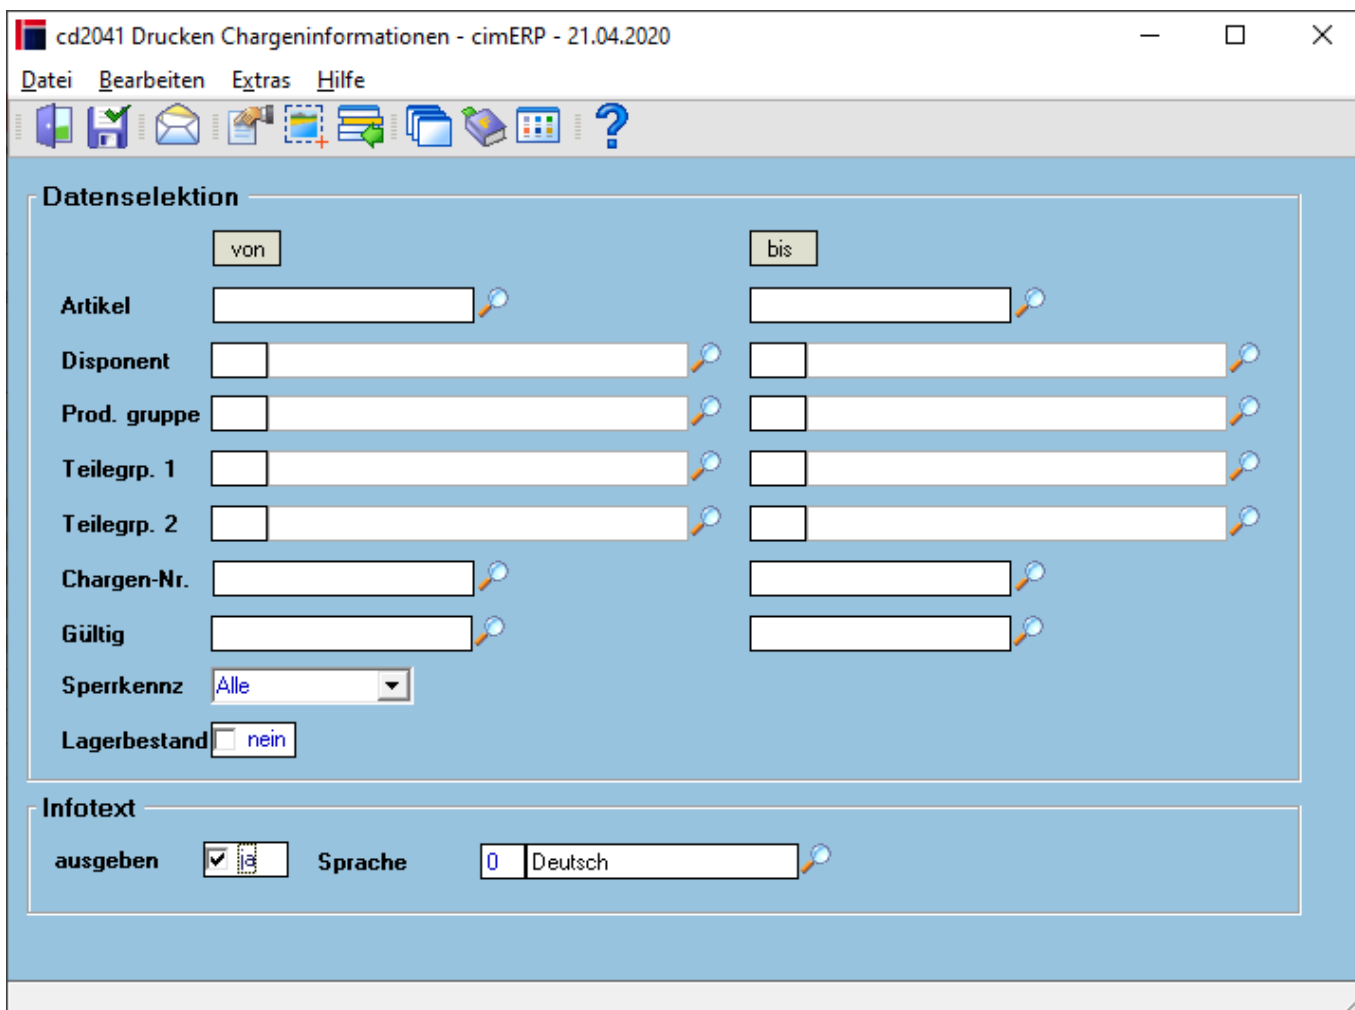 cd2041 Drucken Chargeninformationen - cimERP - 21.04.2020
Datei Bearbeiten Extras Hilfe
?
Datenselektion
von bis
Artikel
Disponent
Prod. gruppe
Teilegrp. 1
Teilegrp. 2
Chargen-Nr.
Gültig
Sperrkennz Alle
Lagerbestand nein
Infotext
ausgeben ja Sprache 0 Deutsch